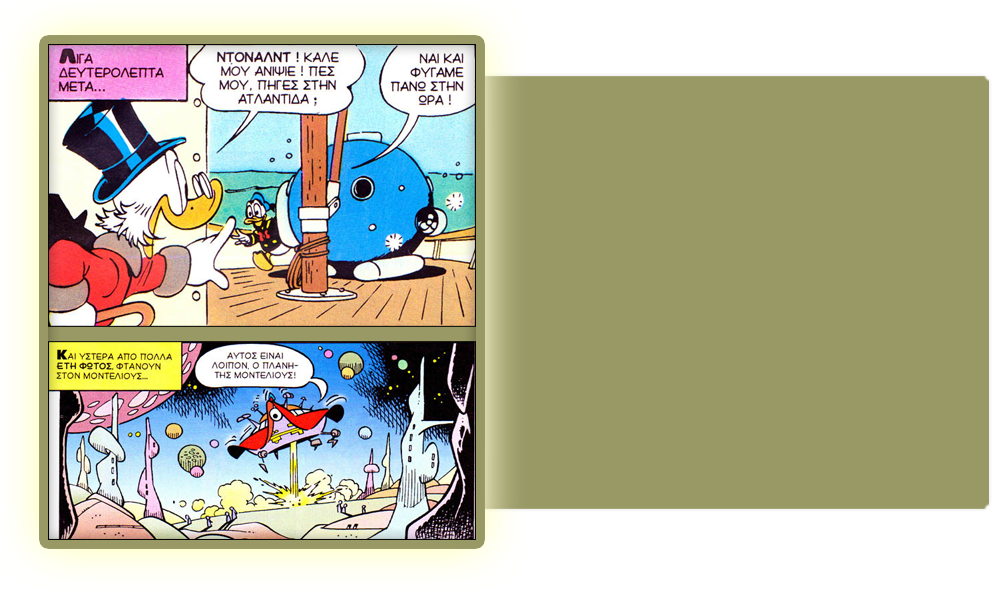 ΛΙΓΑ
ΔΕΥΤΕΡΟΛΕΠΤΑ
ΜΕΤΑ...
ΝΤΟΝΑΛΝΤ ! ΚΑΛΕ
ΜΟΥ ΑΝΙΨΙΕ ! ΠΕΣ
ΜΟΥ, ΠΗΓΕΣ ΣΤΗΝ
ΑΤΛΑΝΤΙΔΑ ;
ΝΑΙ ΚΑΙ
ΦΥΓΑΜΕ
ΠΑΝΩ ΣΤΗΝ
ΩΡΑ !
ΚΑΙ ΥΣΤΕΡΑ ΑΠΟ ΠΟΛΛΑ
ΕΤΗ ΦΩΤΟΣ, ΦΤΑΝΟΥΝ
ΣΤΟΝ ΜΟΝΤΕΛΙΟΥΣ...
ΑΥΤΟΣ ΕΙΝΑΙ
ΛΟΙΠΟΝ, Ο ΠΛΑΝΗ-
ΤΗΣ ΜΟΝΤΕΛΙΟΥΣ!